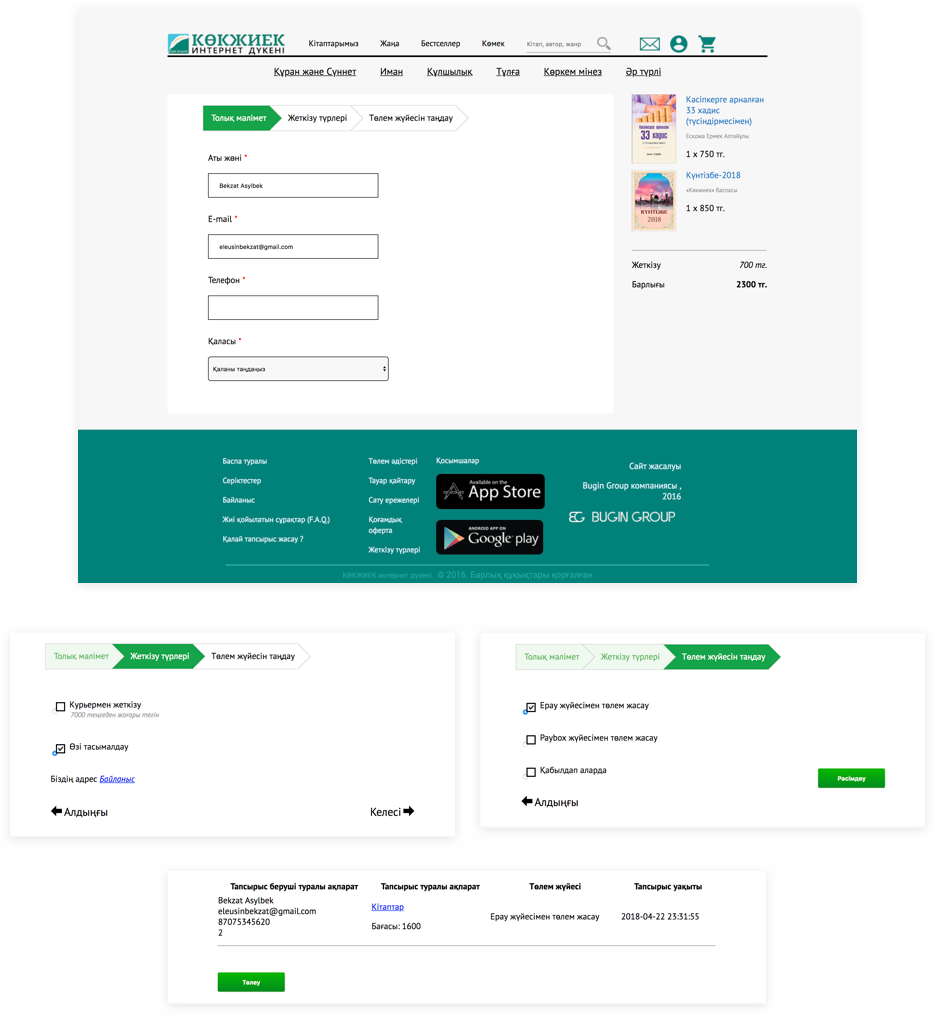 КӨКЖИЕК
ИНТЕРНЕТ ДҮКЕНІ
Кітаптарымыз
Жаңа
Бестселлер
Көмек
Кітап, автор, жанр
Құран және Сүннет
Иман
Құлшылық
Тұлға
Көркем мінез
Әр түрлі
Толық мәлімет
Жеткізу түрлері
Төлем жүйесін таңдау
Аты жөні *
Bekzat Asylbek
E-mail *
eleusinbekzat@gmail.com
Телефон *
Қаласы *
Қаланы таңдаңыз
33 хадис
Кәсіпкерге арналған
33 хадис
(түсіндірмесімен)
Есқожа Ермек Алтайұлы
1 x 750 тг.
КҮНТІЗБЕ
2018
Күнтізбе-2018
«Көкжиек» Баспасы
1 x 850 тг.
Жеткізу 700 тг.
Барлығы 2300 тг.
Баспа туралы
Серіктестер
Байланыс
Жиі қойылатын сұрақтар (F.A.Q.)
Қалай тапсырыс жасау ?
Төлем әдістері
Тауар қайтару
Сату ережелері
Қоғамдық
оферта
Жеткізу түрлері
Қосымшалар
Available on the
App Store
ANDROID APP ON
Google play
Сайт жасалуы
Bugin Group компаниясы ,
2016
BUGIN GROUP
КӨКЖИЕК интернет дүкені © 2016. Барлық құқықтары қорғалған
Толық мәлімет
Жеткізу түрлері
Төлем жүйесін таңдау
Курьермен жеткізу
7000 теңгеден жоғары тегін
Өзі тасымалдау
Біздің адрес Байланыс
Алдыңғы
Келесі
Толық мәлімет
Жеткізу түрлері
Төлем жүйесін таңдау
Epay жүйесімен төлем жасау
Paybox жүйесімен төлем жасау
Қабылдап аларда
Рәсімдеу
Алдыңғы
Тапсырыс беруші туралы ақпарат
Тапсырыс туралы ақпарат
Төлем жүйесі
Тапсырыс уақыты
Bekzat Asylbek
eleusinbekzat@gmail.com
87075345620
2
Кітаптар
Бағасы: 1600
Epay жүйесімен төлем жасау
2018-04-22 23:31:55
Төлеу